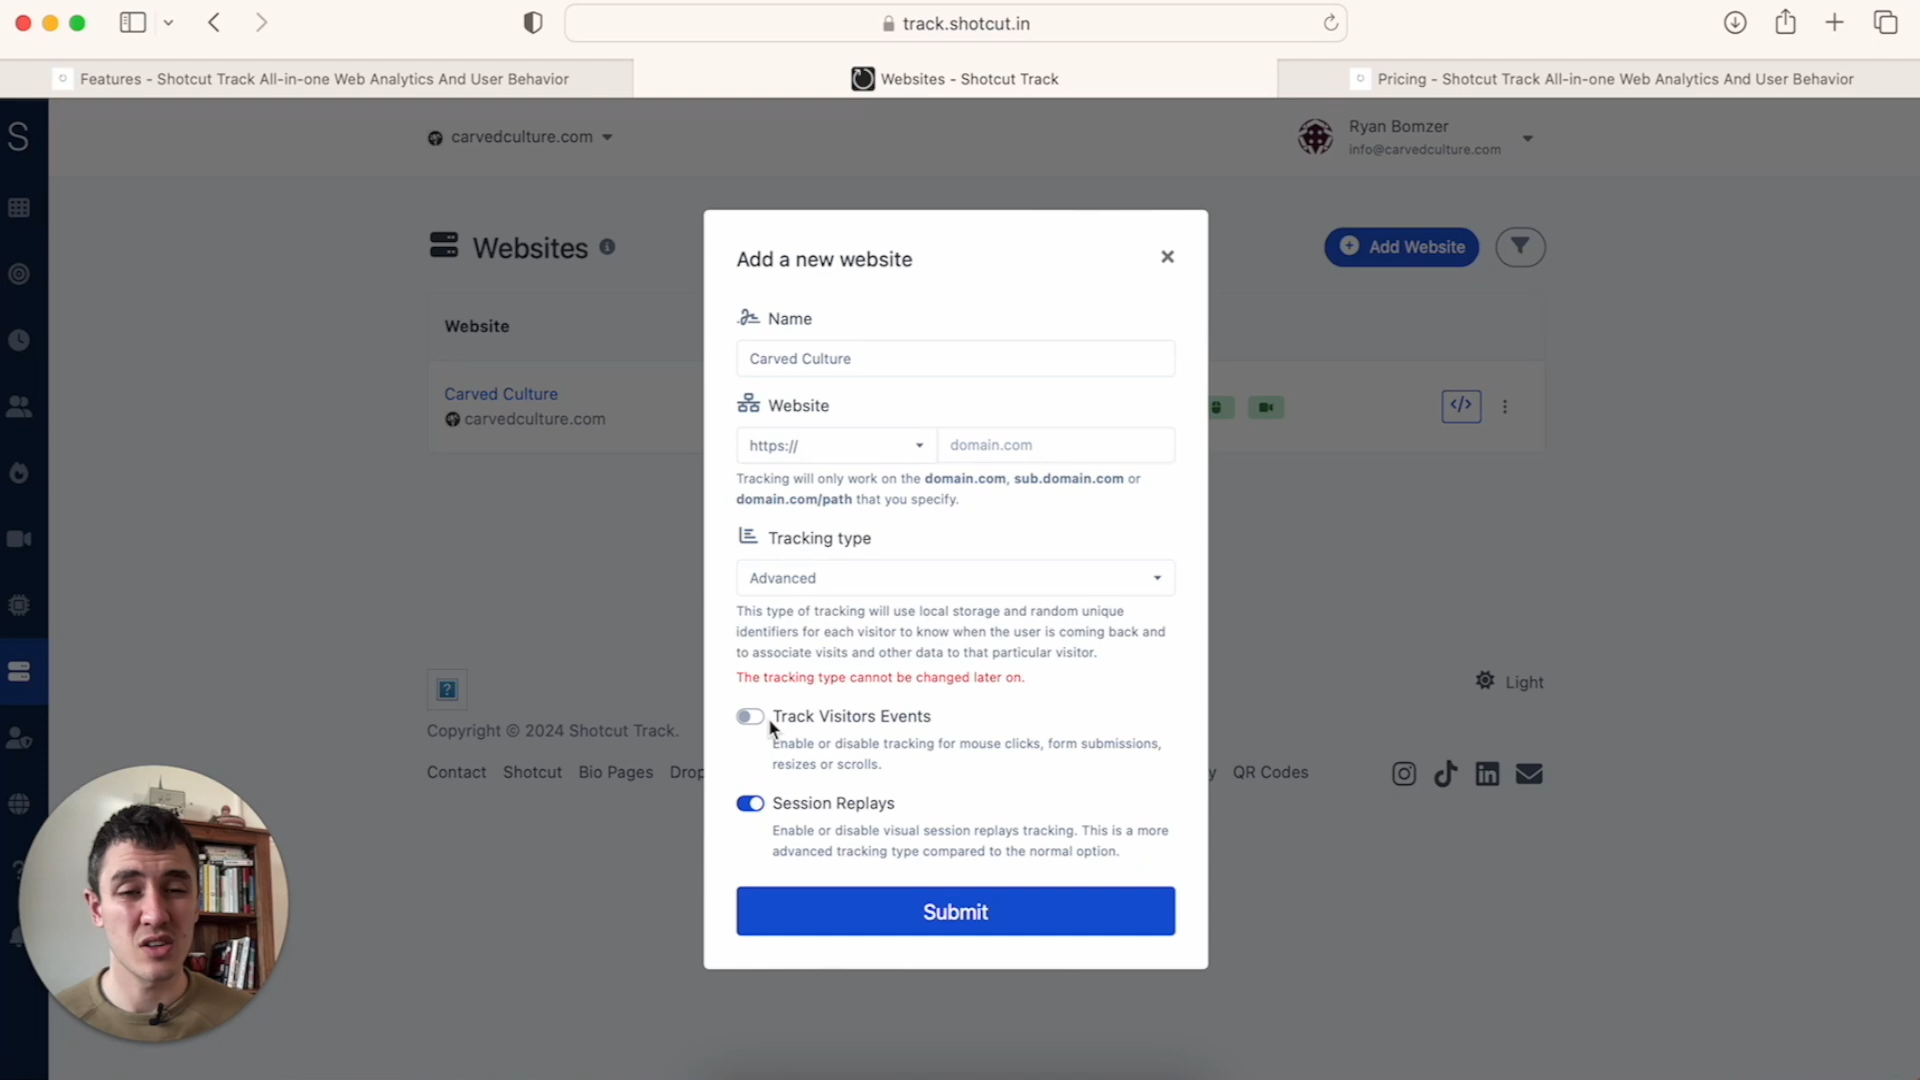 track.shotcut.in
Features - Shotcut Track All-in-one Web Analytics And User Behavior
Websites - Shotcut Track
Pricing - Shotcut Track All-in-one Web Analytics And User Behavior
S
carvedculture.com
Ryan Bomzer
info@carvedculture.com
Websites
Add Website
Website
Carved Culture
carvedculture.com
</>
Add a new website
Name
Carved Culture
Website
https://
domain.com
Tracking will only work on the domain.com, sub.domain.com or
domain.com/path that you specify.
Tracking type
Advanced
This type of tracking will use local storage and random unique
identifiers for each visitor to know when the user is coming back and
to associate visits and other data to that particular visitor.
The tracking type cannot be changed later on.
Track Visitors Events
Enable or disable tracking for mouse clicks, form submissions,
resizes or scrolls.
Session Replays
Enable or disable visual session replays tracking. This is a more
advanced tracking type compared to the normal option.
Submit
Light
Copyright © 2024 Shotcut Track.
Contact Shotcut Bio Pages Drop
y QR Codes